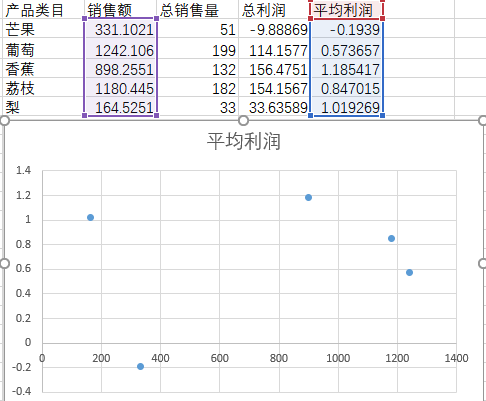 产品类目 销售额 总销售量 总利润 平均利润
芒果 331.1021 51 -9.88869 -0.1939
葡萄 1242.106 199 114.1577 0.573657
香蕉 898.2551 132 156.4751 1.185417
荔枝 1180.445 182 154.1567 0.847015
梨 164.5251 33 33.63589 1.019269
平均利润
1.4
1.2
1
0.8
0.6
0.4
0.2
0
0 200 400 600 800 1000 1200 1400
-0.2
-0.4